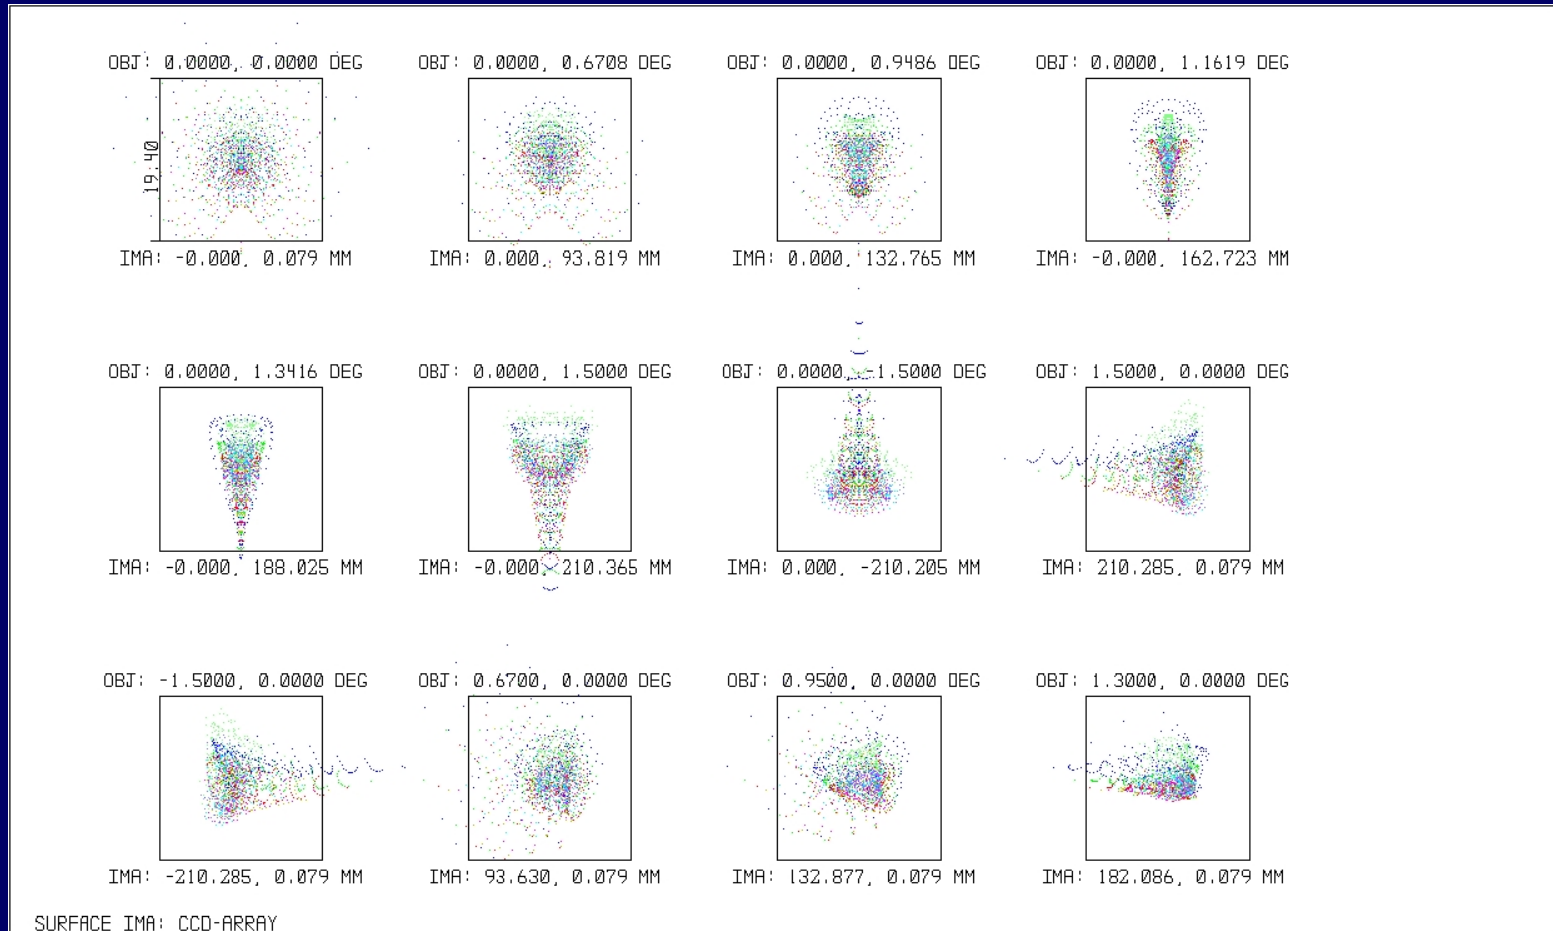 OBJ: 0.0000, 0.0000 DEG
OBJ: 0.0000, 0.6708 DEG
OBJ: 0.0000, 0.9486 DEG
OBJ: 0.0000, 1.1619 DEG
19.40
IMA: -0.000, 0.079 MM
IMA: 0.000, 93.819 MM
IMA: 0.000, 132.765 MM
IMA: -0.000, 162.723 MM
OBJ: 0.0000, 1.3416 DEG
OBJ: 0.0000, 1.5000 DEG
OBJ: 0.0000, -1.5000 DEG
OBJ: 1.5000, 0.0000 DEG
IMA: -0.000, 188.025 MM
IMA: -0.000, 210.365 MM
IMA: 0.000, -210.205 MM
IMA: 210.285, 0.079 MM
OBJ: -1.5000, 0.0000 DEG
OBJ: 0.6700, 0.0000 DEG
OBJ: 0.9500, 0.0000 DEG
OBJ: 1.3000, 0.0000 DEG
IMA: -210.285, 0.079 MM
IMA: 93.630, 0.079 MM
IMA: 132.877, 0.079 MM
IMA: 182.086, 0.079 MM
SURFACE IMA: CCD-ARRAY